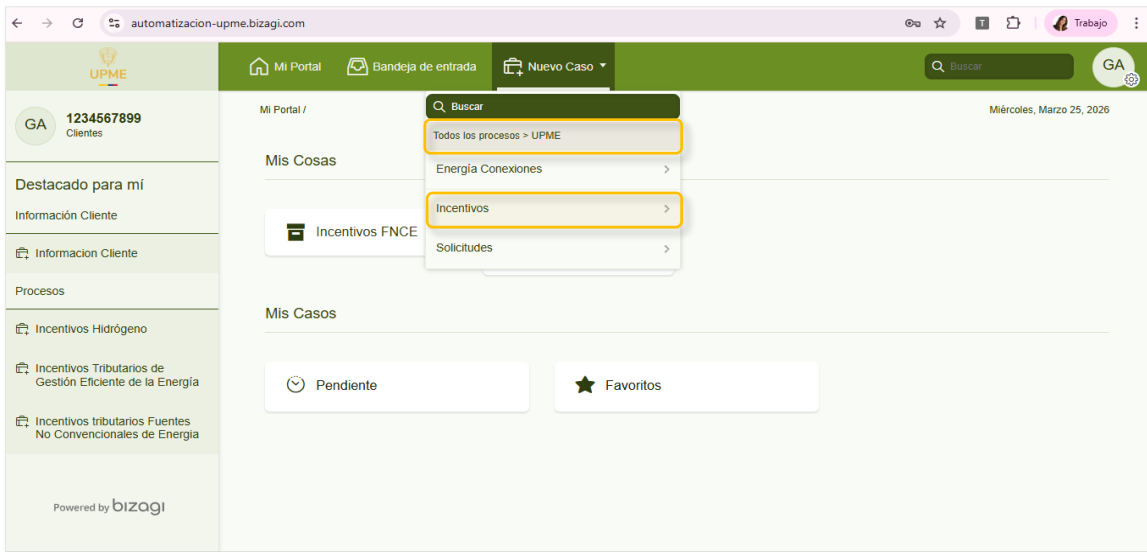 automatizacion-upme.bizagi.com
T
Trabajo
UPME
Mi Portal
Bandeja de entrada
Nuevo Caso
Buscar
GA
GA
1234567899
Clientes
Mi Portal /
Miércoles, Marzo 25, 2026
Buscar
Todos los procesos > UPME
Energía Conexiones
Incentivos
Solicitudes
Mis Cosas
Incentivos FNCE
Destacado para mí
Información Cliente
Informacion Cliente
Procesos
Incentivos Hidrógeno
Incentivos Tributarios de
Gestión Eficiente de la Energía
Incentivos tributarios Fuentes
No Convencionales de Energia
Mis Casos
Pendiente
Favoritos
Powered by bizagi